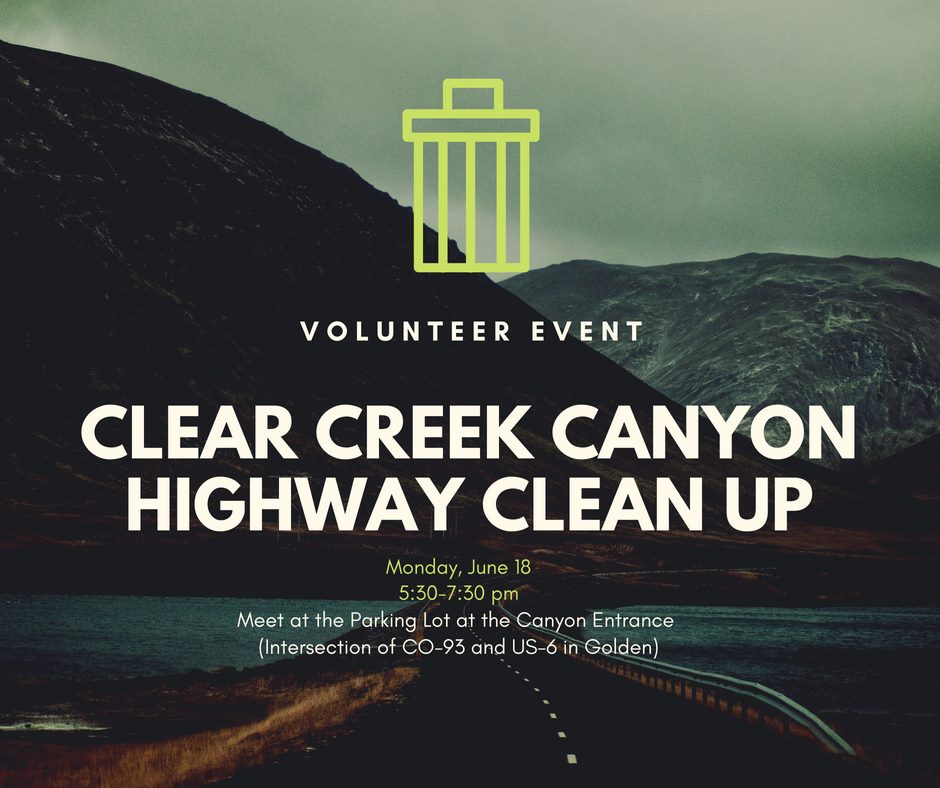 VOLUNTEER EVENT
CLEAR CREEK CANYON
HIGHWAY CLEAN UP
Monday, June 18
5:30-7:30 pm
Meet at the Parking Lot at the Canyon Entrance
(Intersection of CO-93 and US-6 in Golden)